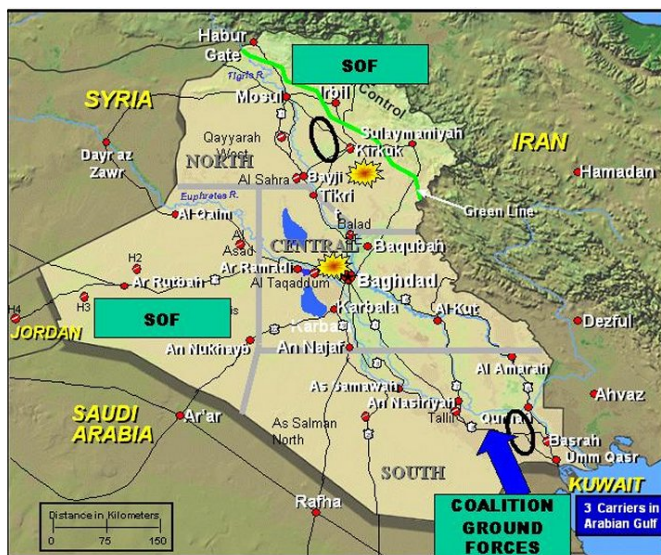 Habur
Gate
SOF
Tigris R.
Mosul
Irbil
Control
SYRIA
Qayyarah
West
Sulaymaniyah
Kirkuk
IRAN
Dayr az
Zawr
NORTH
Hamadan
Al Sahra
Bayji
Euphrates R.
Tikri
Al Qaim
Green Line
Balad
Al
Asad
CENTRAL
Baqubah
H2
Ar Ramadi
Baghdad
Al Taqaddum
Ar Rutbah
H3
H4
SOF
Karbala
Karba
Al Kut
JORDAN
Dezful
An Nukhayb
An Najaf
Al Amarah
As Samawah
Ahvaz
SAUDI
ARABIA
Ar'ar
An Nasiriyah
Tallil
As Salman
North
Qurna
Basrah
Umm Qasr
SOUTH
KUWAIT
Rafha
COALITION
GROUND
FORCES
3 Carriers in
Arabian Gulf
Distance in Kilometers
0 75 150